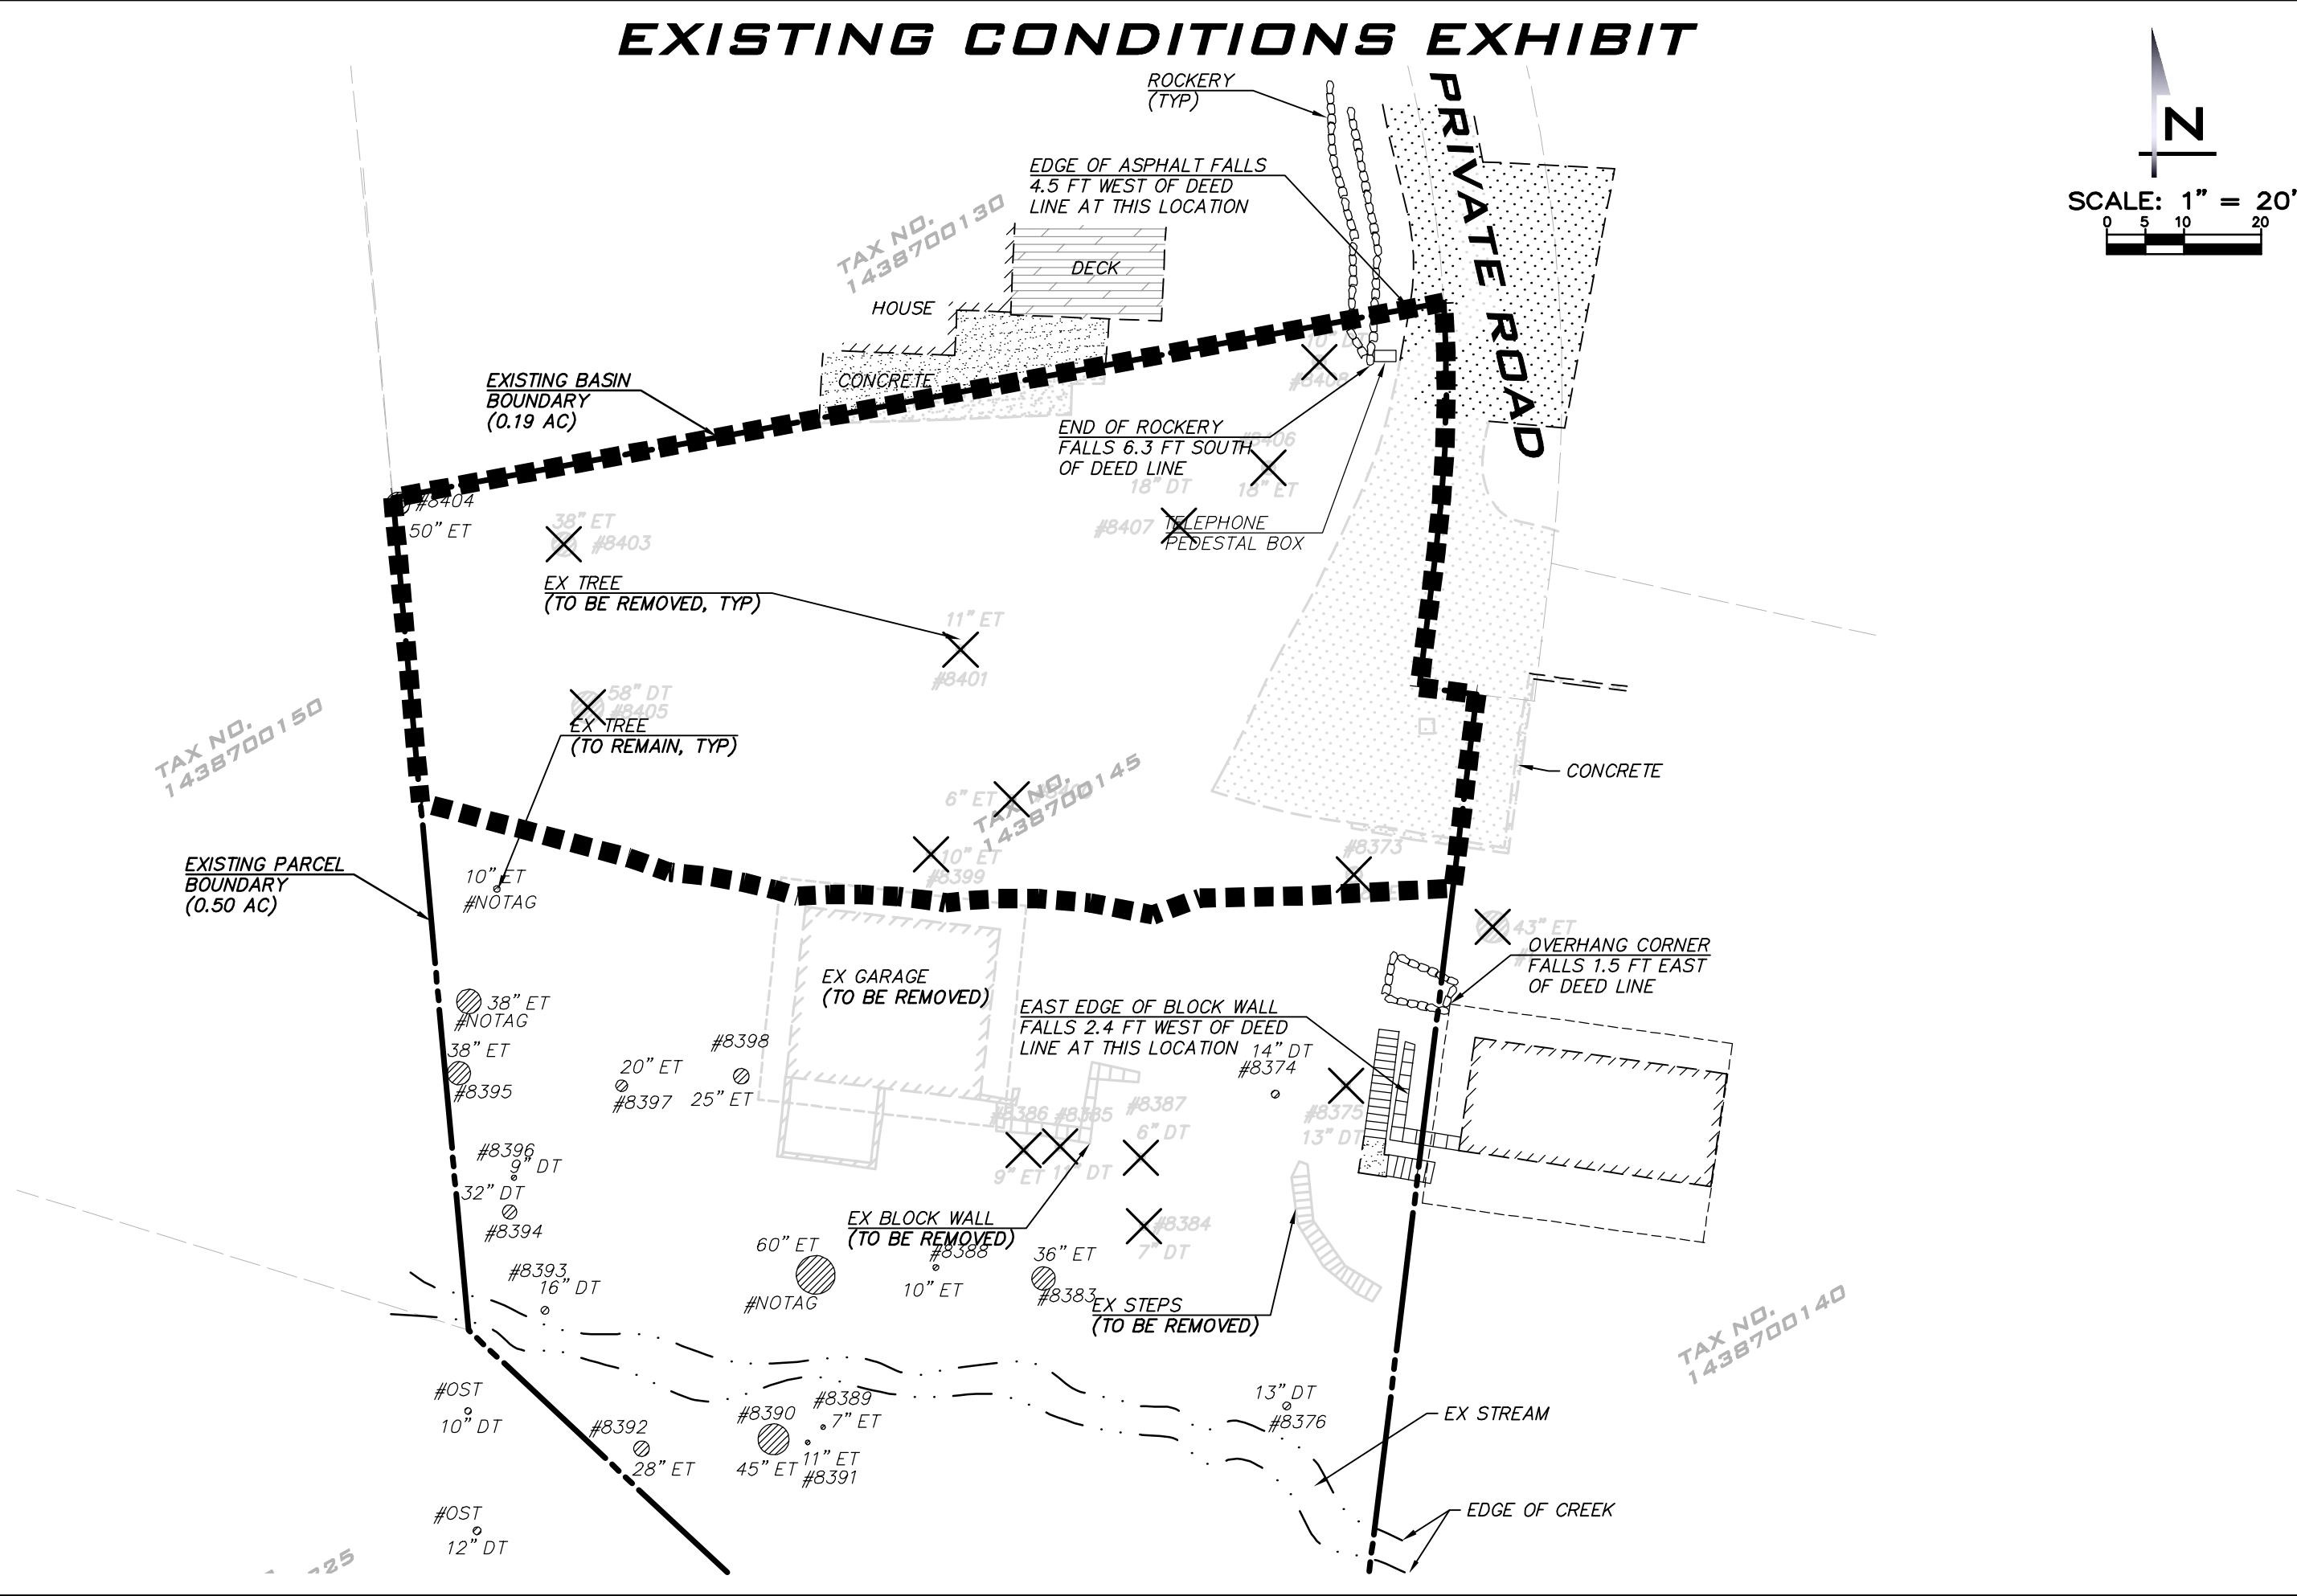 EXISTING CONDITIONS EXHIBIT
N
SCALE: 1" = 20'
0 5 10 20
ROCKERY
(TYP)
PRIVATE ROAD
EDGE OF ASPHALT FALLS
4.5 FT WEST OF DEED
LINE AT THIS LOCATION
TAX NO.
1438700130
DECK
HOUSE
CONCRETE
EXISTING BASIN
BOUNDARY
(0.19 AC)
10" DT
#8408
END OF ROCKERY
FALLS 6.3 FT SOUTH
OF DEED LINE
#8406
18" ET
18" DT
#8407
TELEPHONE
PEDESTAL BOX
#8404
50" ET
38" ET
#8403
EX TREE
(TO BE REMOVED, TYP)
11" ET
#8401
58" DT
#8405
EX TREE
(TO REMAIN, TYP)
TAX NO.
1438700150
6" ET
TAX NO.
1438700145
CONCRETE
10" ET
#8399
#8373
EXISTING PARCEL
BOUNDARY
(0.50 AC)
10" ET
#NOTAG
43" ET
OVERHANG CORNER
FALLS 1.5 FT EAST
OF DEED LINE
EX GARAGE
(TO BE REMOVED)
38" ET
#NOTAG
EAST EDGE OF BLOCK WALL
FALLS 2.4 FT WEST OF DEED
LINE AT THIS LOCATION
14" DT
#8374
38" ET
#8395
20" ET
#8397
#8398
25" ET
#8386
#8385
#8387
6" DT
#8375
13" DT
9" ET
11" DT
#8396
9" DT
32" DT
#8394
EX BLOCK WALL
(TO BE REMOVED)
#8384
7" DT
60" ET
#NOTAG
#8388
10" ET
36" ET
#8383
#8393
16" DT
EX STEPS
(TO BE REMOVED)
TAX NO.
1438700140
#OST
10" DT
#8392
28" ET
#8390
45" ET
#8389
7" ET
11" ET
#8391
13" DT
#8376
EX STREAM
EDGE OF CREEK
#OST
12" DT